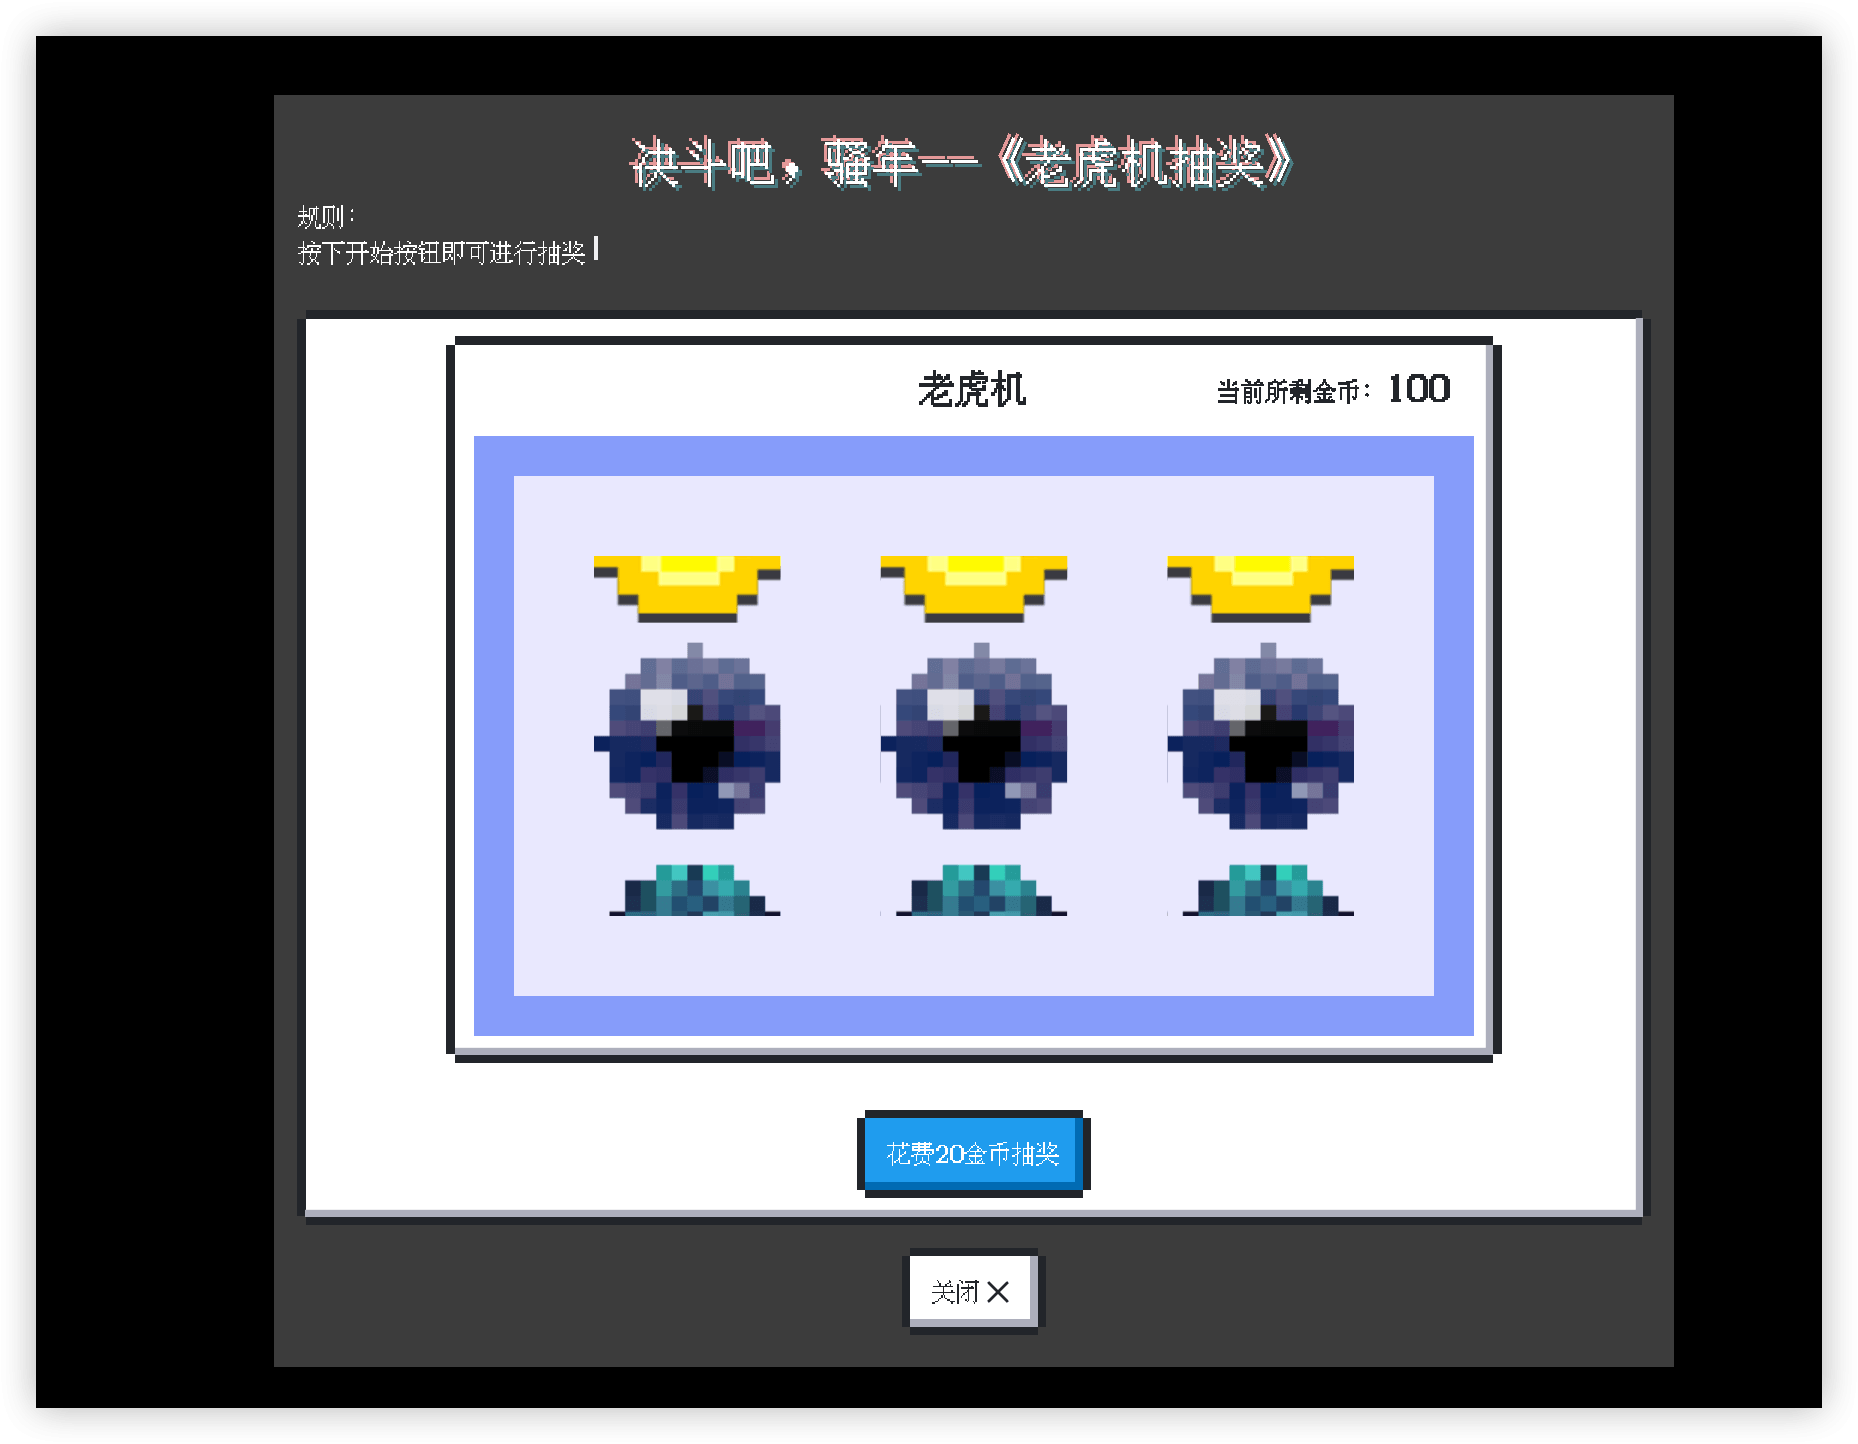 决斗吧，骚年--《老虎机抽奖》
规则：
按下开始按钮即可进行抽奖
老虎机
当前所剩金币：100
花费20金币抽奖
关闭